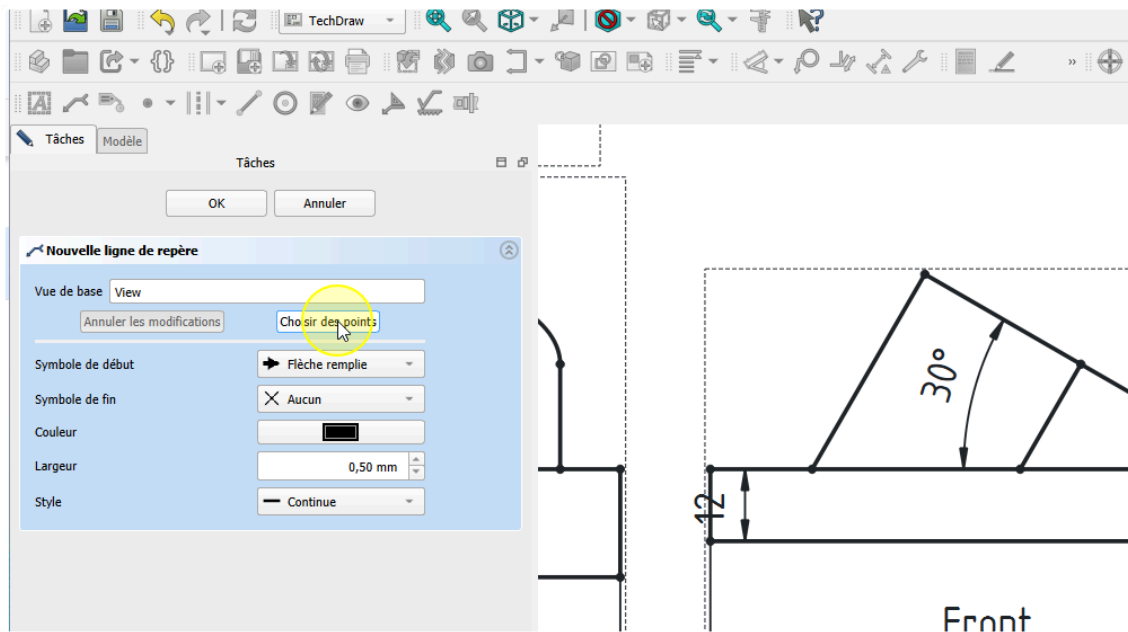 TechDraw
»
Tâches
Modèle
Tâches
OK
Annuler
Nouvelle ligne de repère
Vue de base
View
Annuler les modifications
Choisir des points
Symbole de début
Flèche remplie
Symbole de fin
Aucun
Couleur
Largeur
0,50 mm
Style
Continue
30°
12
Front